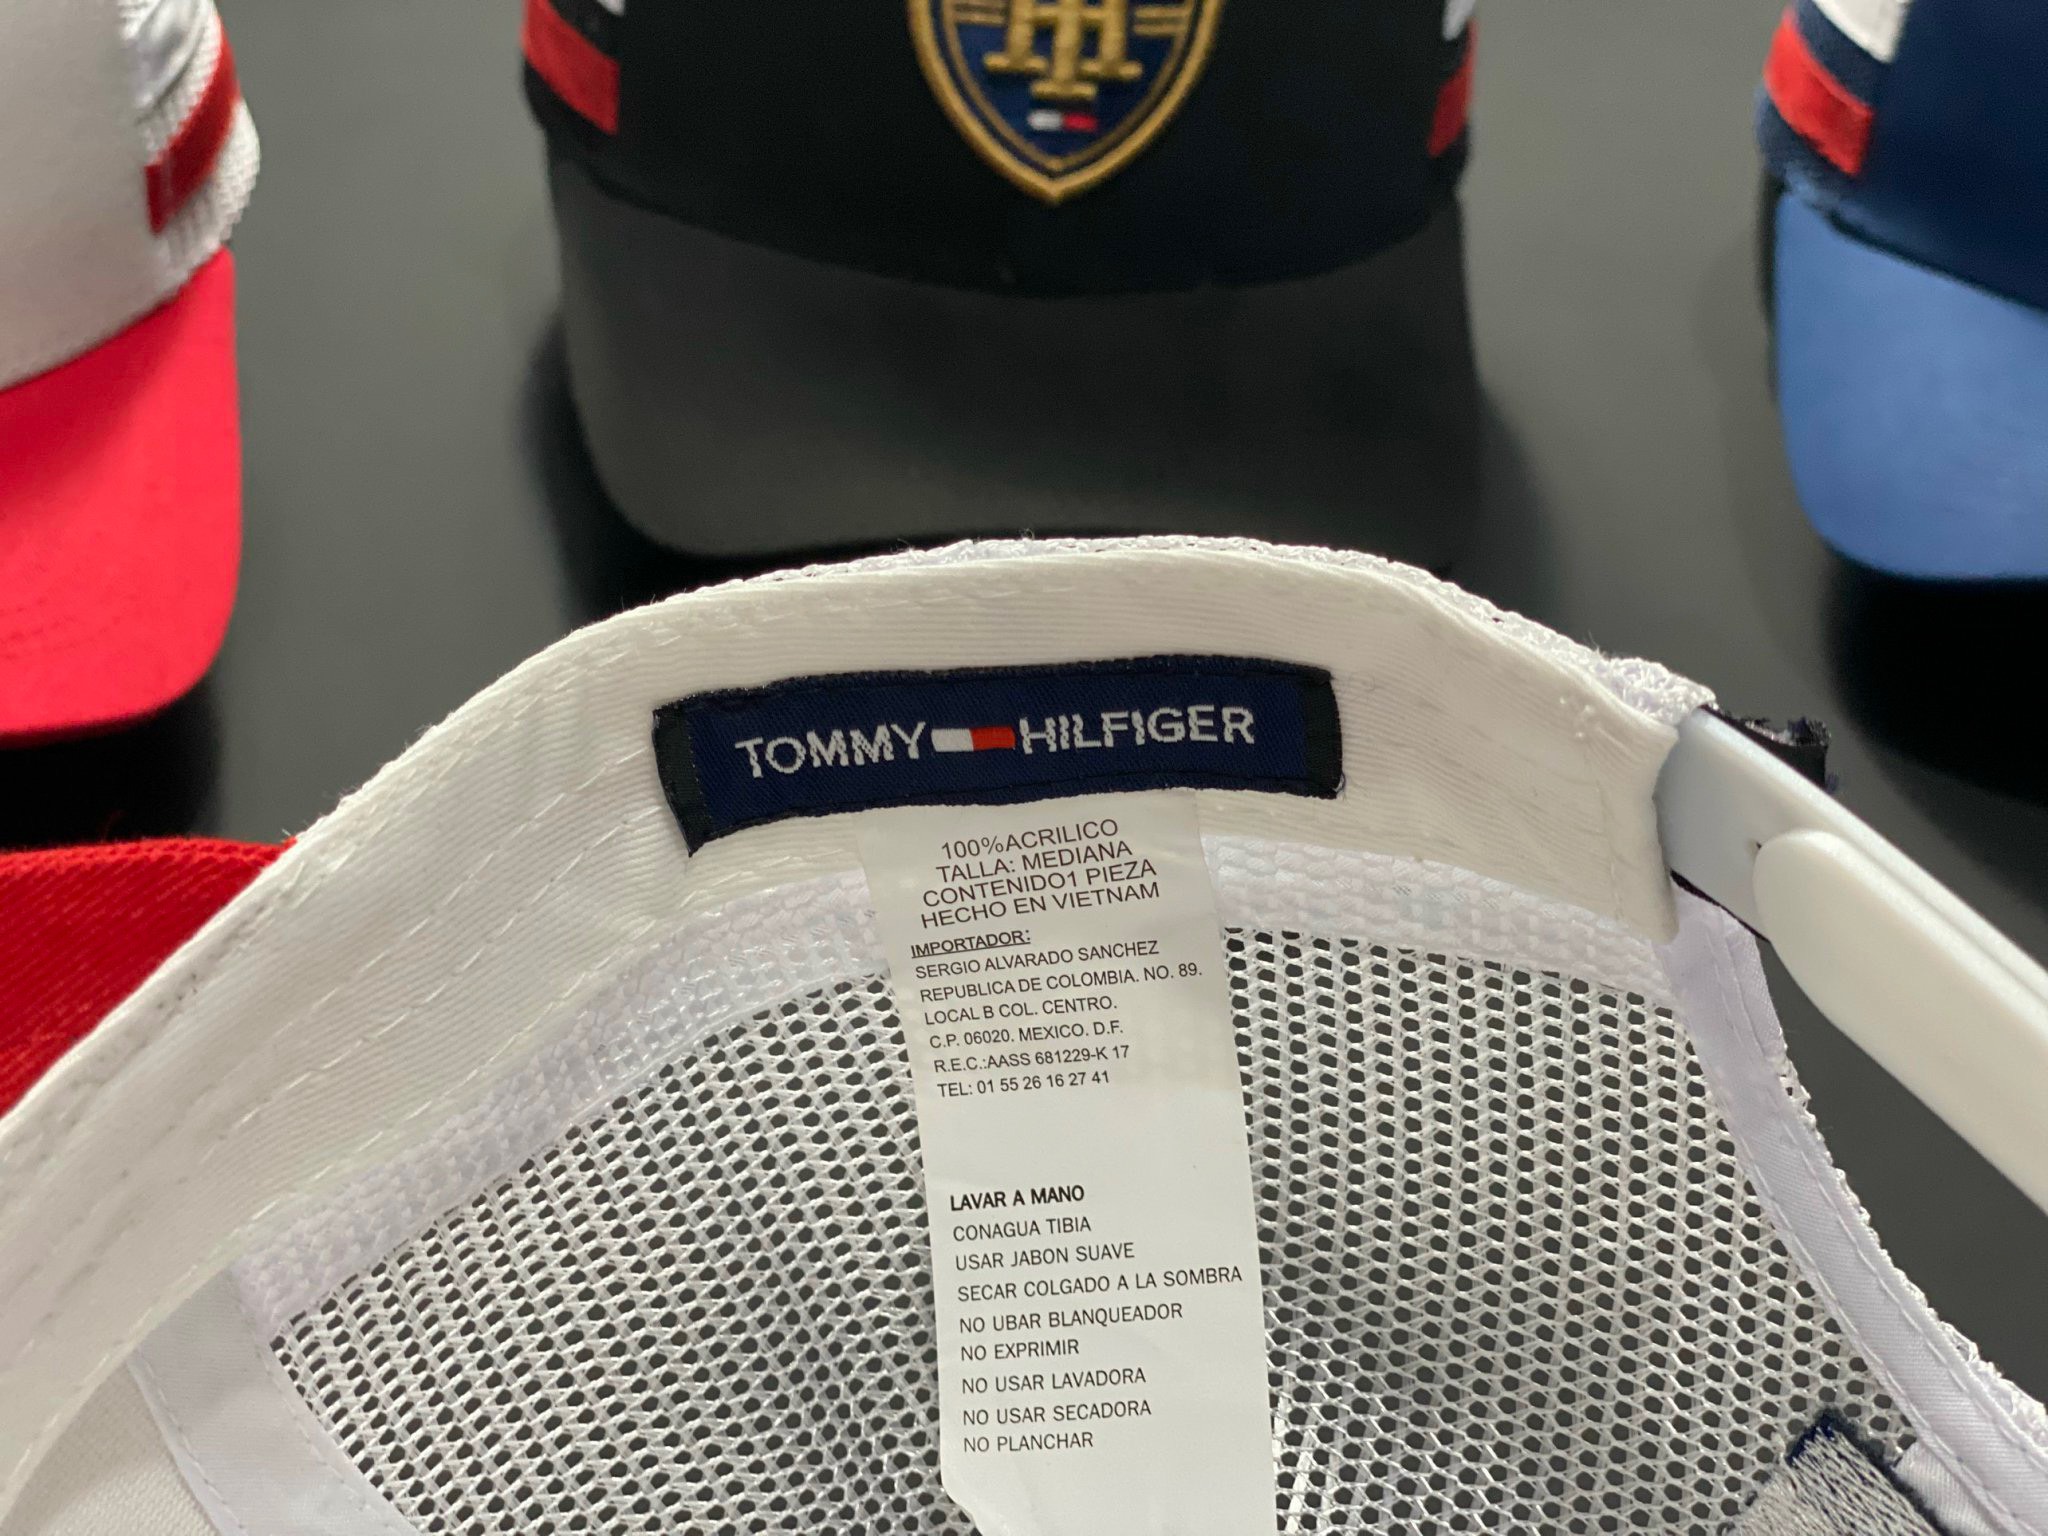 TH
TOMMY HILFIGER
100%ACRILICO
TALLA: MEDIANA
CONTENIDO1 PIEZA
HECHO EN VIETNAM
IMPORTADOR:
SERGIO ALVARADO SANCHEZ
REPUBLICA DE COLOMBIA. NO. 89.
LOCAL B COL. CENTRO.
C.P. 06020. MEXICO. D.F.
R.E.C.:AASS 681229-K 17
TEL: 01 55 26 16 27 41
LAVAR A MANO
CONAGUA TIBIA
USAR JABON SUAVE
SECAR COLGADO A LA SOMBRA
NO UBAR BLANQUEADOR
NO EXPRIMIR
NO USAR LAVADORA
NO USAR SECADORA
NO PLANCHAR